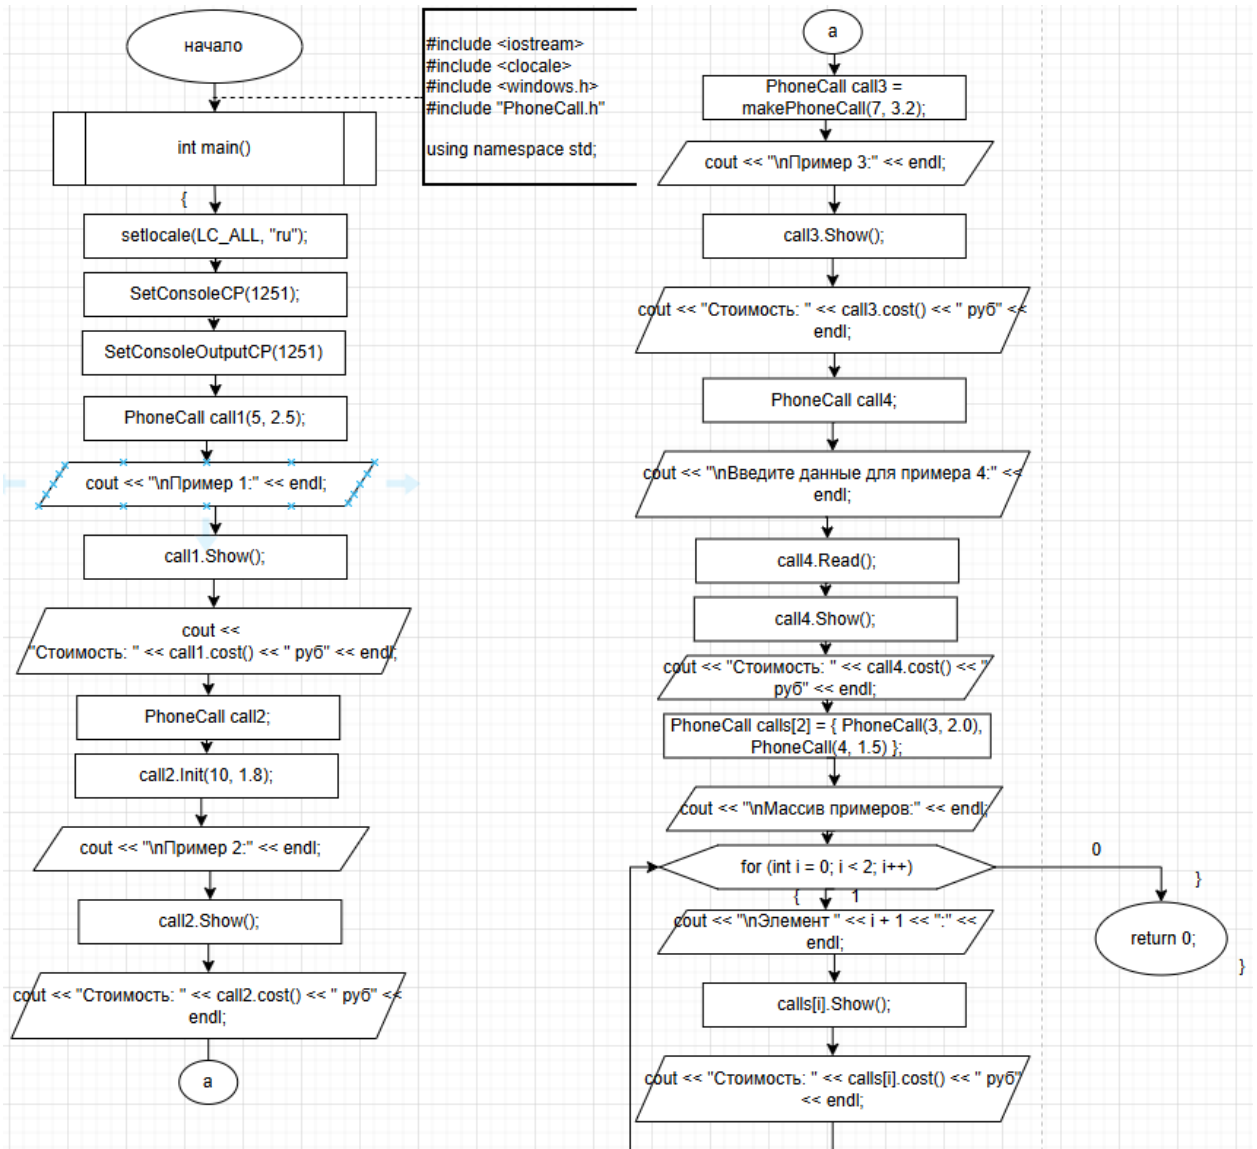 начало
#include <iostream>
#include <clocale>
#include <windows.h>
#include "PhoneCall.h"
using namespace std;
int main()
{
setlocale(LC_ALL, "ru");
SetConsoleCP(1251);
SetConsoleOutputCP(1251)
PhoneCall call1(5, 2.5);
cout << "\nПример 1:" << endl;
call1.Show();
cout <<
"Стоимость: " << call1.cost() << " руб" << endl;
PhoneCall call2;
call2.Init(10, 1.8);
cout << "\nПример 2:" << endl;
call2.Show();
cout << "Стоимость: " << call2.cost() << " руб" <<
endl;
a
a
PhoneCall call3 =
makePhoneCall(7, 3.2);
cout << "\nПример 3:" << endl;
call3.Show();
cout << "Стоимость: " << call3.cost() << " руб" <<
endl;
PhoneCall call4;
cout << "\nВведите данные для примера 4:" <<
endl;
call4.Read();
call4.Show();
cout << "Стоимость: " << call4.cost() << "
руб" << endl;
PhoneCall calls[2] = { PhoneCall(3, 2.0),
PhoneCall(4, 1.5) };
cout << "\nМассив примеров:" << endl;
for (int i = 0; i < 2; i++)
0
}
{ 1
cout << "\nЭлемент " << i + 1 << ":" <<
endl;
return 0;
}
calls[i].Show();
cout << "Стоимость: " << calls[i].cost() << " руб"
<< endl;